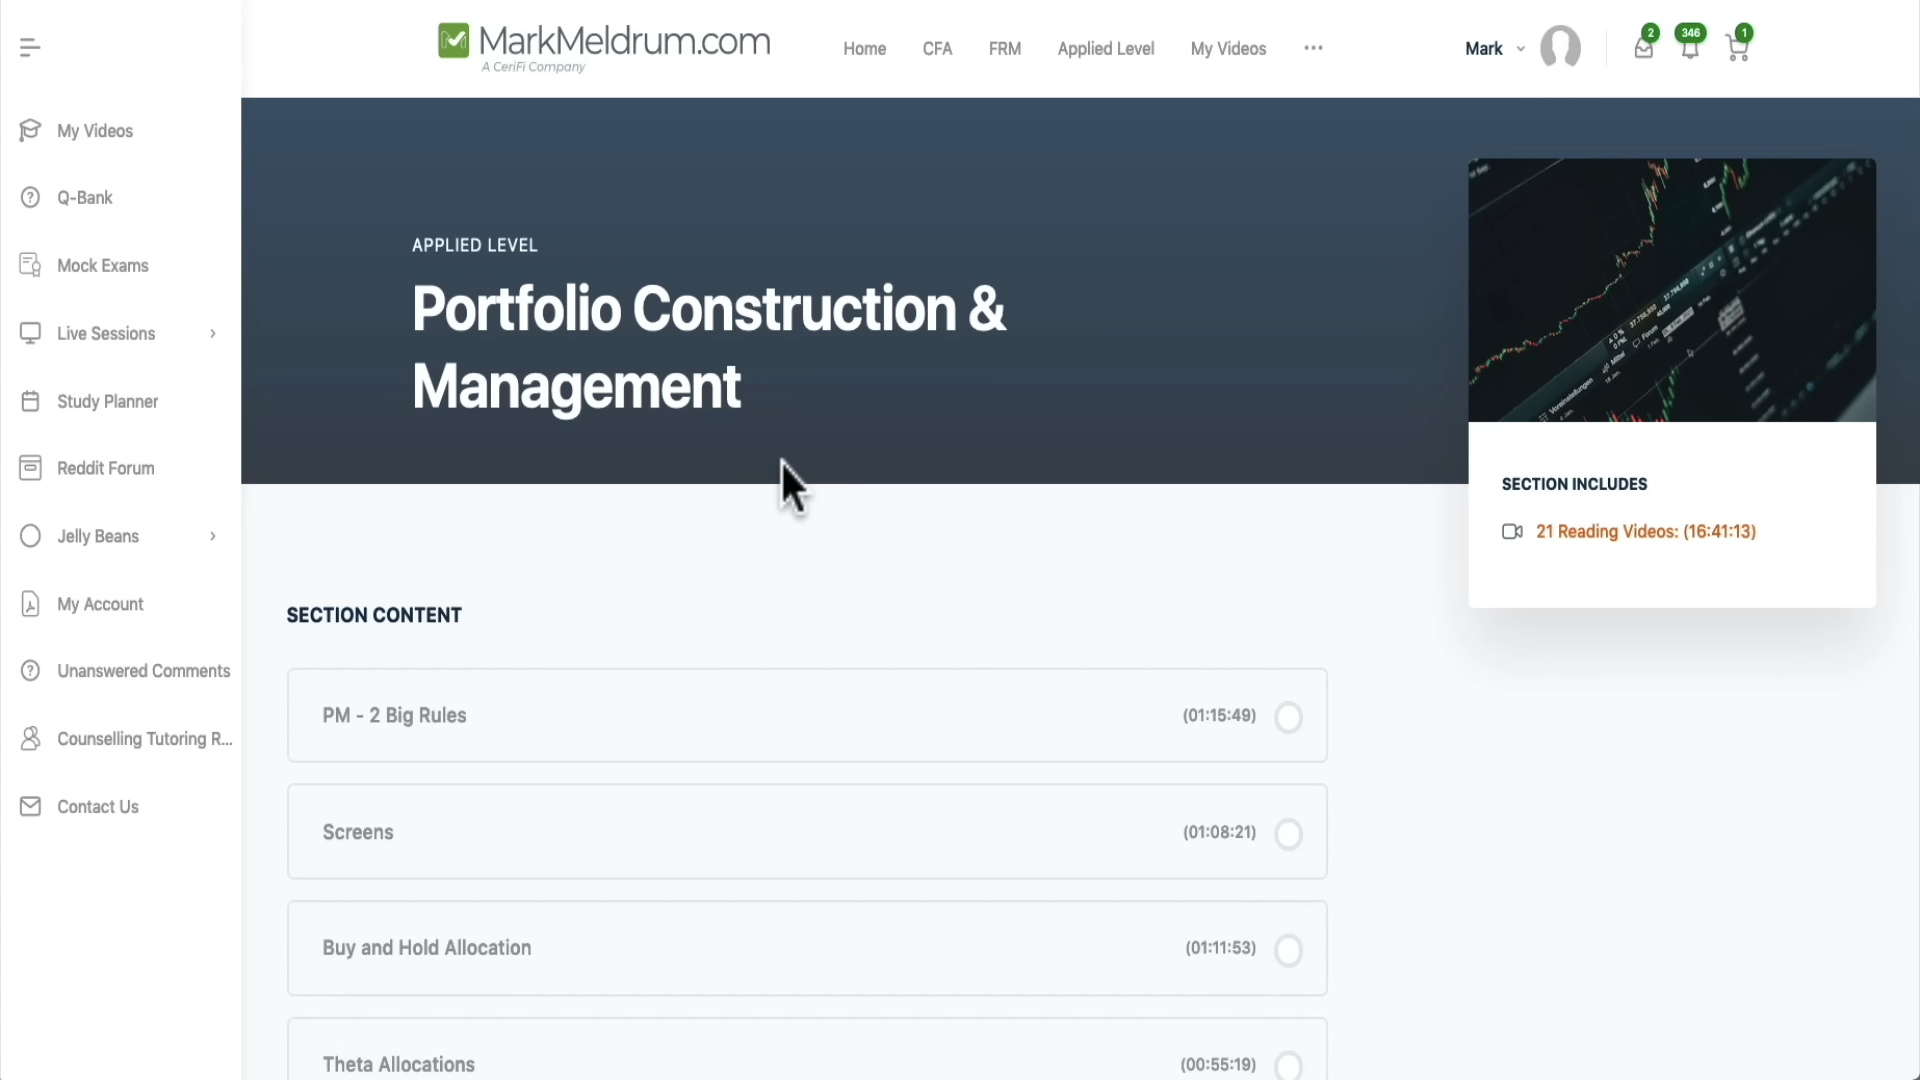 MarkMeldrum.com
A CeriFi Company
Home
CFA
FRM
Applied Level
My Videos
Mark
2
346
1
My Videos
Q-Bank
Mock Exams
Live Sessions
Study Planner
Reddit Forum
Jelly Beans
My Account
Unanswered Comments
Counselling Tutoring R...
Contact Us
APPLIED LEVEL
Portfolio Construction &
Management
SECTION INCLUDES
21 Reading Videos: (16:41:13)
SECTION CONTENT
PM - 2 Big Rules (01:15:49)
Screens (01:08:21)
Buy and Hold Allocation (01:11:53)
Theta Allocations (00:55:19)